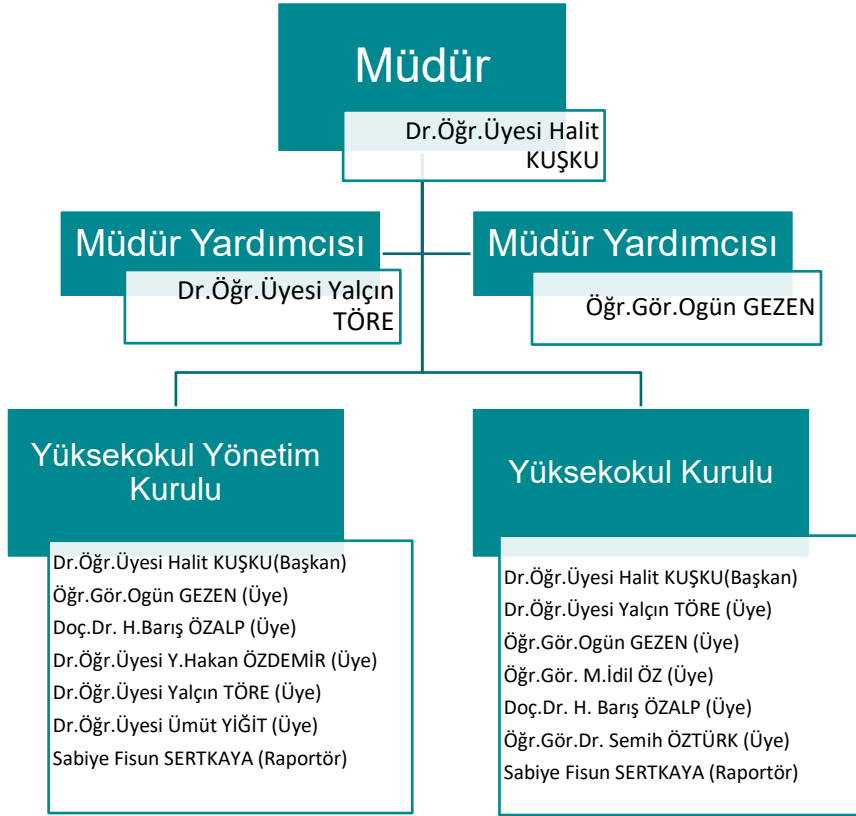 Müdür
Dr.Öğr.Üyesi Halit
KUŞKU
Müdür Yardımcısı
Dr.Öğr.Üyesi Yalçın
TÖRE
Müdür Yardımcısı
Öğr.Gör.Ogün GEZEN
Yüksekokul Yönetim
Kurulu
Dr.Öğr.Üyesi Halit KUŞKU(Başkan)
Öğr.Gör.Ogün GEZEN (Üye)
Doç.Dr. H.Barış ÖZALP (Üye)
Dr.Öğr.Üyesi Y.Hakan ÖZDEMİR (Üye)
Dr.Öğr.Üyesi Yalçın TÖRE (Üye)
Dr.Öğr.Üyesi Ümüt YİĞİT (Üye)
Sabiye Fisun SERTKAYA (Raportör)
Yüksekokul Kurulu
Dr.Öğr.Üyesi Halit KUŞKU(Başkan)
Dr.Öğr.Üyesi Yalçın TÖRE (Üye)
Öğr.Gör.Ogün GEZEN (Üye)
Öğr.Gör. M.İdil ÖZ (Üye)
Doç.Dr. H. Barış ÖZALP (Üye)
Öğr.Gör.Dr. Semih ÖZTÜRK (Üye)
Sabiye Fisun SERTKAYA (Raportör)